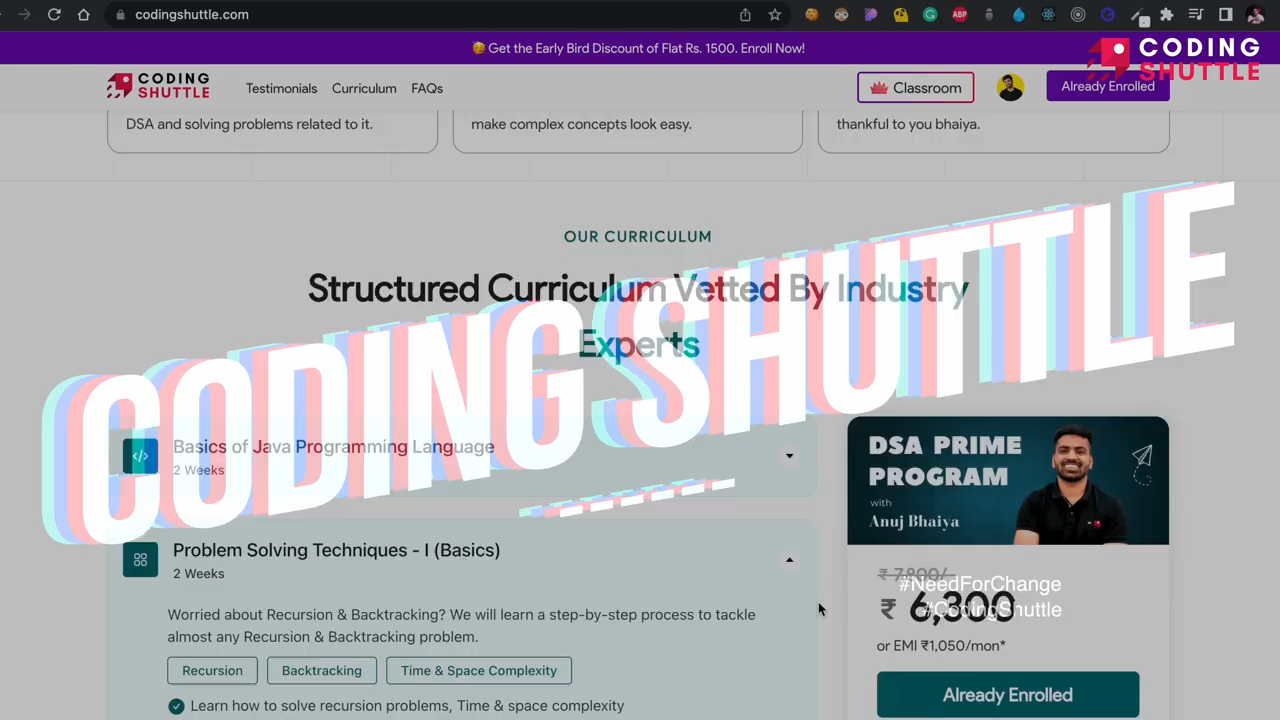 codingshuttle.com
🥳 Get the Early Bird Discount of Flat Rs. 1500. Enroll Now!
CODING
SHUTTLE
CODING
SHUTTLE
Testimonials Curriculum FAQs
Classroom
Already Enrolled
DSA and solving problems related to it.
make complex concepts look easy.
thankful to you bhaiya.
OUR CURRICULUM
Structured Curriculum Vetted By Industry
Experts
CODING SHUTTLE
Basics of Java Programming Language
2 Weeks
DSA PRIME
PROGRAM
with
Anuj Bhaiya
Problem Solving Techniques - I (Basics)
2 Weeks
Worried about Recursion & Backtracking? We will learn a step-by-step process to tackle
almost any Recursion & Backtracking problem.
Recursion Backtracking Time & Space Complexity
Learn how to solve recursion problems, Time & space complexity
₹ 7,800/-
#NeedForChange
₹ 6,300
#CodingShuttle
or EMI ₹1,050/mon*
Already Enrolled